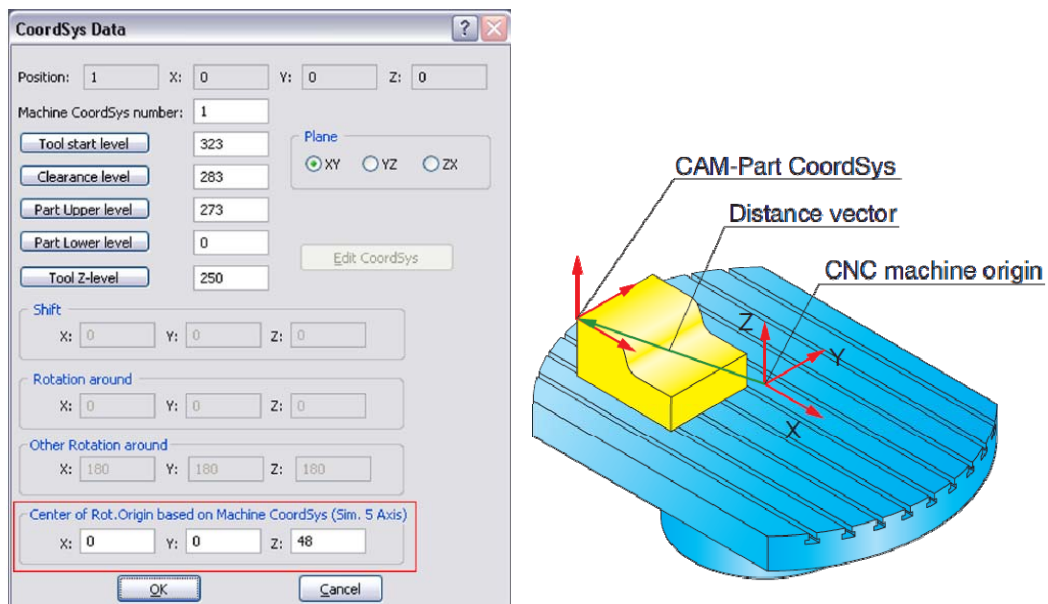 CoordSys Data
Position: 1 X: 0 Y: 0 Z: 0
Machine CoordSys number: 1
Tool start level 323
Clearance level 283
Part Upper level 273
Part Lower level 0
Tool Z-level 250
Plane
XY YZ ZX
Edit CoordSys
Shift
X: 0 Y: 0 Z: 0
Rotation around
X: 0 Y: 0 Z: 0
Other Rotation around
X: 180 Y: 180 Z: 180
Center of Rot.Origin based on Machine CoordSys (Sim. 5 Axis)
X: 0 Y: 0 Z: 48
OK Cancel
CAM-Part CoordSys
Distance vector
CNC machine origin
Z
Y
X